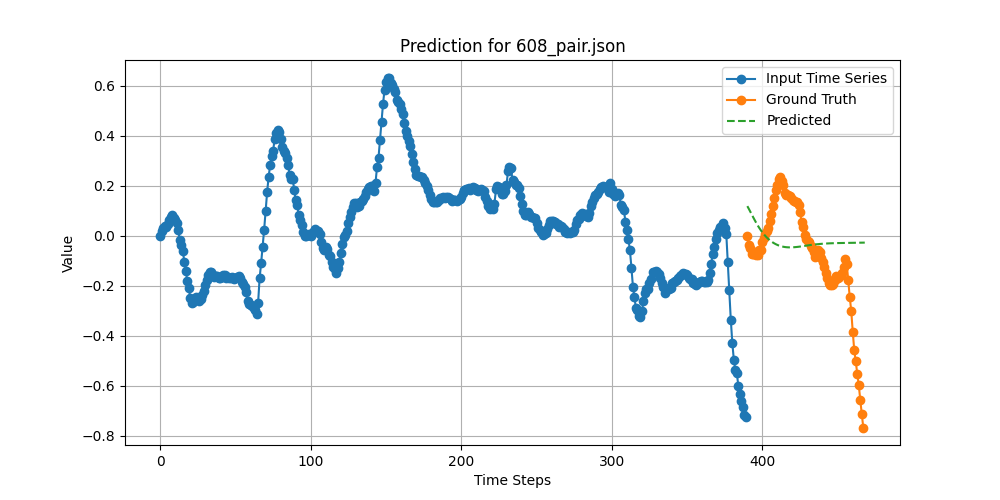 Prediction for 608_pair.json
Input Time Series
Ground Truth
Predicted
0.6
0.4
0.2
0.0
−0.2
−0.4
−0.6
−0.8
Value
0 100 200 300 400
Time Steps